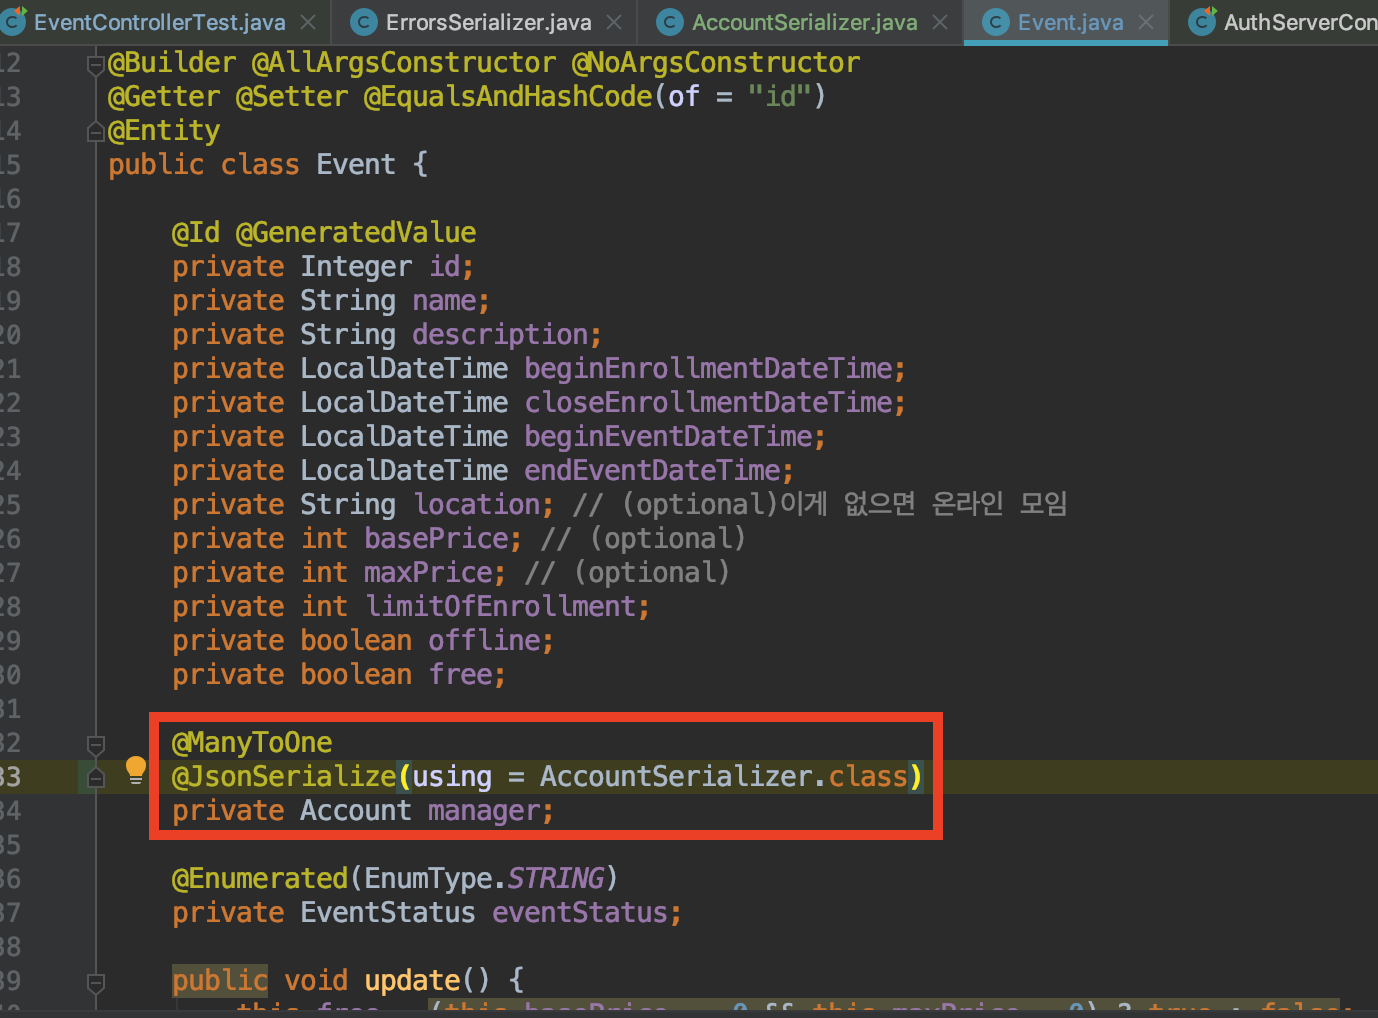 EventControllerTest.java ErrorsSerializer.java AccountSerializer.java Event.java AuthServerCon
12 @Builder @AllArgsConstructor @NoArgsConstructor
13 @Getter @Setter @EqualsAndHashCode(of = "id")
14 @Entity
15 public class Event {
16
17 @Id @GeneratedValue
18 private Integer id;
19 private String name;
20 private String description;
21 private LocalDateTime beginEnrollmentDateTime;
22 private LocalDateTime closeEnrollmentDateTime;
23 private LocalDateTime beginEventDateTime;
24 private LocalDateTime endEventDateTime;
25 private String location; // (optional)이게 없으면 온라인 모임
26 private int basePrice; // (optional)
27 private int maxPrice; // (optional)
28 private int limitOfEnrollment;
29 private boolean offline;
30 private boolean free;
31
32 @ManyToOne
33 @JsonSerialize(using = AccountSerializer.class)
34 private Account manager;
35
36 @Enumerated(EnumType.STRING)
37 private EventStatus eventStatus;
38
39 public void update() {